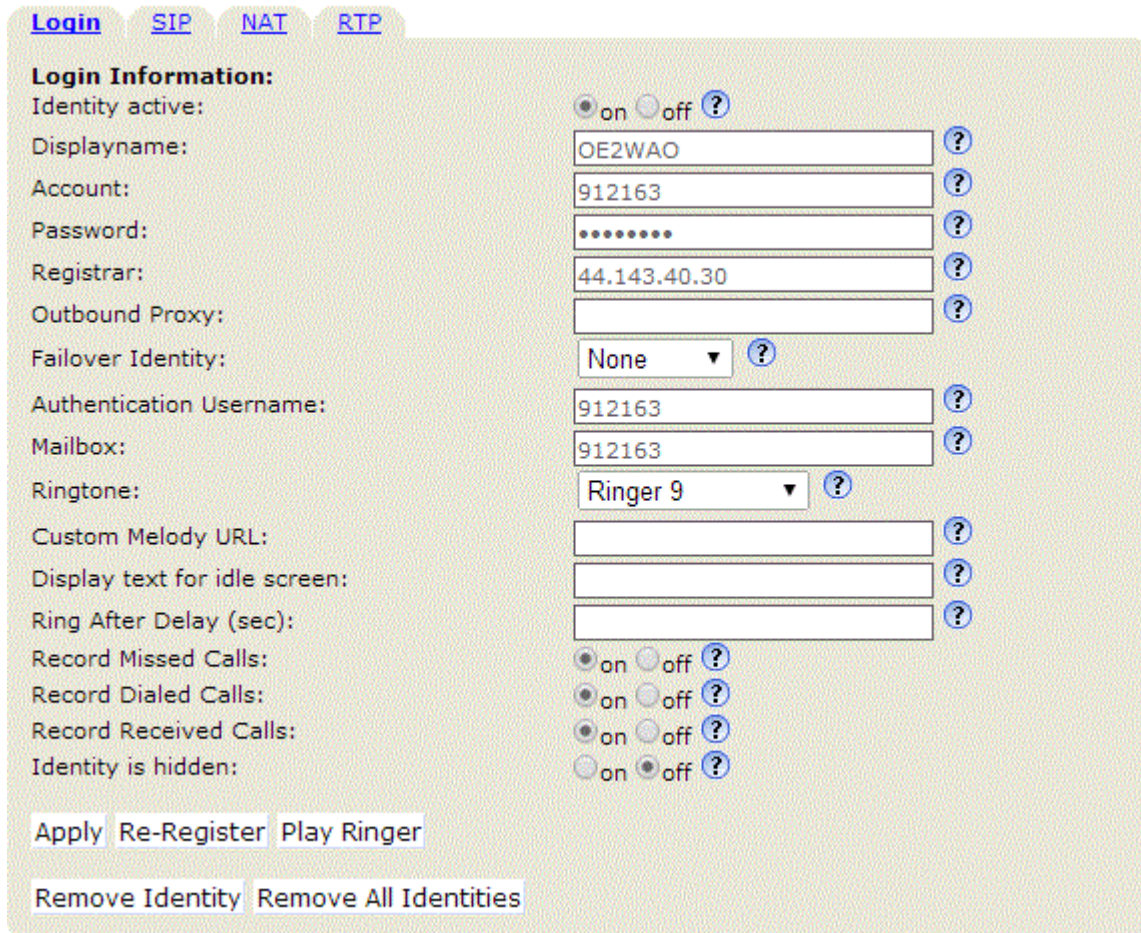 Login SIP NAT RTP
Login Information:
Identity active: on off ?
Displayname: OE2WAO ?
Account: 912163 ?
Password: •••••••• ?
Registrar: 44.143.40.30 ?
Outbound Proxy: ?
Failover Identity: None ?
Authentication Username: 912163 ?
Mailbox: 912163 ?
Ringtone: Ringer 9 ?
Custom Melody URL: ?
Display text for idle screen: ?
Ring After Delay (sec): ?
Record Missed Calls: on off ?
Record Dialed Calls: on off ?
Record Received Calls: on off ?
Identity is hidden: on off ?
Apply Re-Register Play Ringer
Remove Identity Remove All Identities